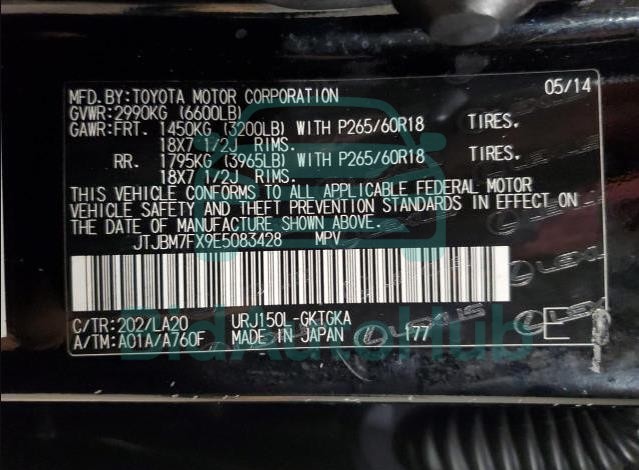 MFD. BY: TOYOTA MOTOR CORPORATION 05/14
GVWR: 2990KG (6600LB)
GAWR: FRT. 1450KG (3200LB) WITH P265/60R18 TIRES.
18X7 1/2J RIMS.
RR. 1795KG (3965LB) WITH P265/60R18 TIRES.
18X7 1/2J RIMS.
THIS VEHICLE CONFORMS TO ALL APPLICABLE FEDERAL MOTOR
VEHICLE SAFETY AND THEFT PREVENTION STANDARDS IN EFFECT ON
THE DATE OF MANUFACTURE SHOWN ABOVE.
JTJBM7FX9E5083428 MPV
LEXUS
C/TR: 202/LA20 URJ150L-GKTGKA
A/TM: A01A/A760F MADE IN JAPAN 177 E
LEXUS
BidAutoHub